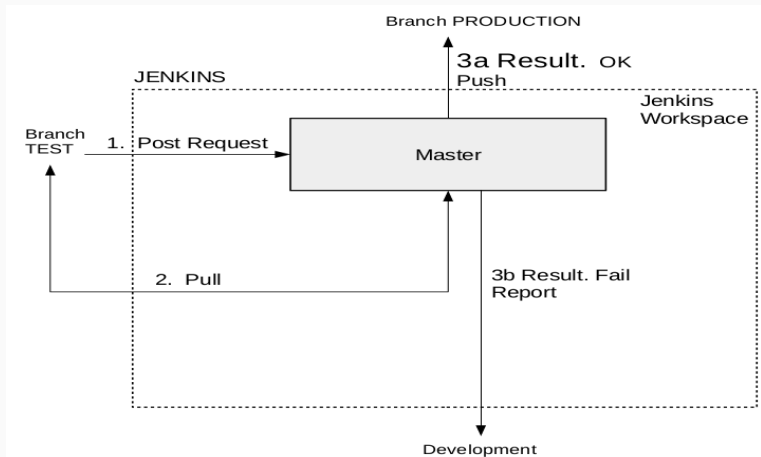 Branch PRODUCTION
3a Result. OK
Push
JENKINS
Jenkins
Workspace
Branch
TEST
1. Post Request
Master
2. Pull
3b Result. Fail
Report
Development